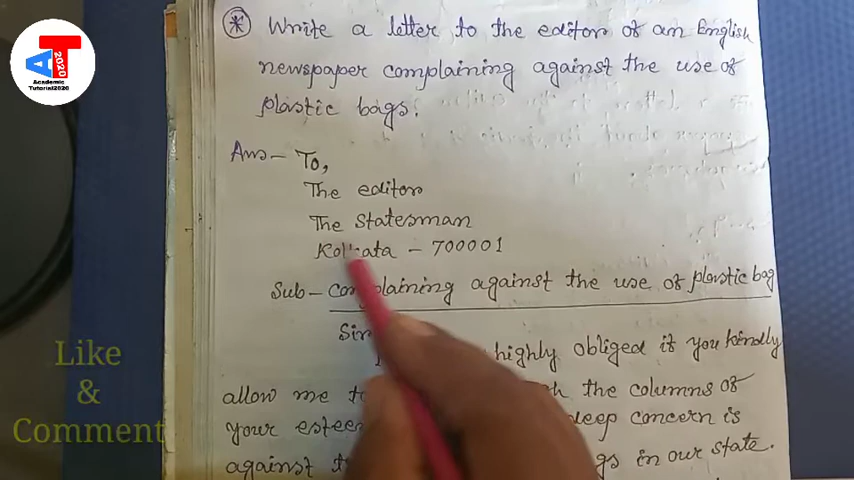 AT
2020
Academic
Tutorial2020
* Write a letter to the editor of an English
newspaper complaining against the use of
plastic bags.
Ans- To,
The editor
The Statesman
Kolkata - 700001
Sub- complaining against the use of plastic bag
Sir
highly obliged if you kindly
allow me the columns of
your deep concern is
against in our state.
Like
&
Comment